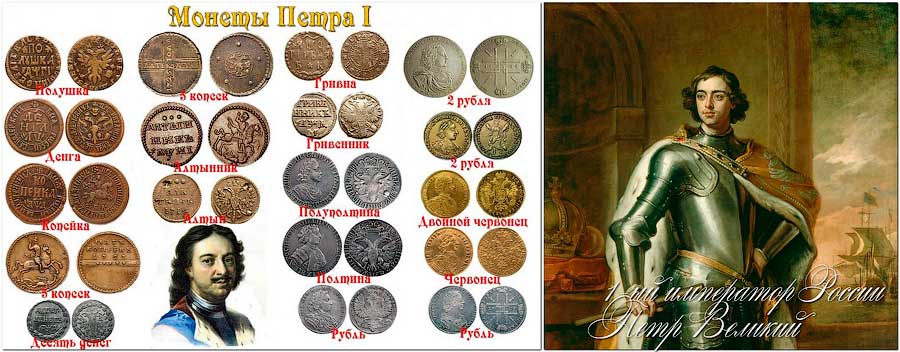 Монеты Петра I
Полушка
5 копеек
Гривна
2 рубля
Денга
Алтынник
Гривенник
2 рубля
Копейка
Алтын
Полуполтина
Двойной червонец
5 копеек
Полтина
Червонец
Десять денег
Рубль
Рубль
1-ый император России
Петр Великий